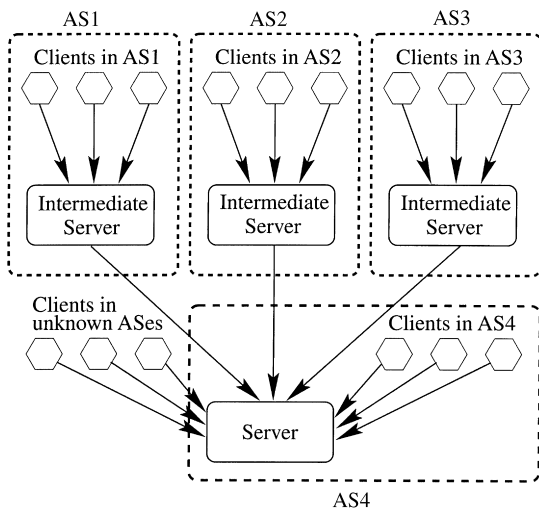 AS1
AS2
AS3
Clients in AS1
Clients in AS2
Clients in AS3
Intermediate
Server
Intermediate
Server
Intermediate
Server
Clients in
unknown ASes
Clients in AS4
Server
AS4